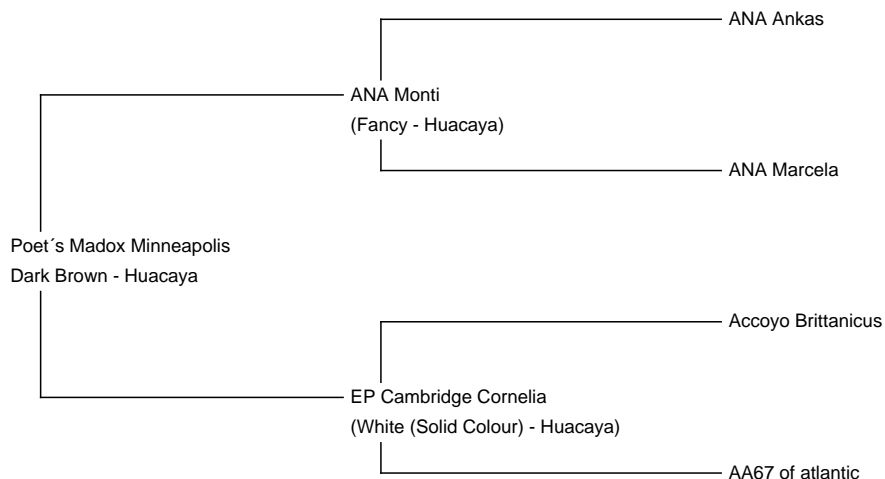 ANA Ankas
ANA Monti
(Fancy - Huacaya)
ANA Marcela
Poet´s Madox Minneapolis
Dark Brown - Huacaya
Accoyo Brittanicus
EP Cambridge Cornelia
(White (Solid Colour) - Huacaya)
AA67 of atlantic